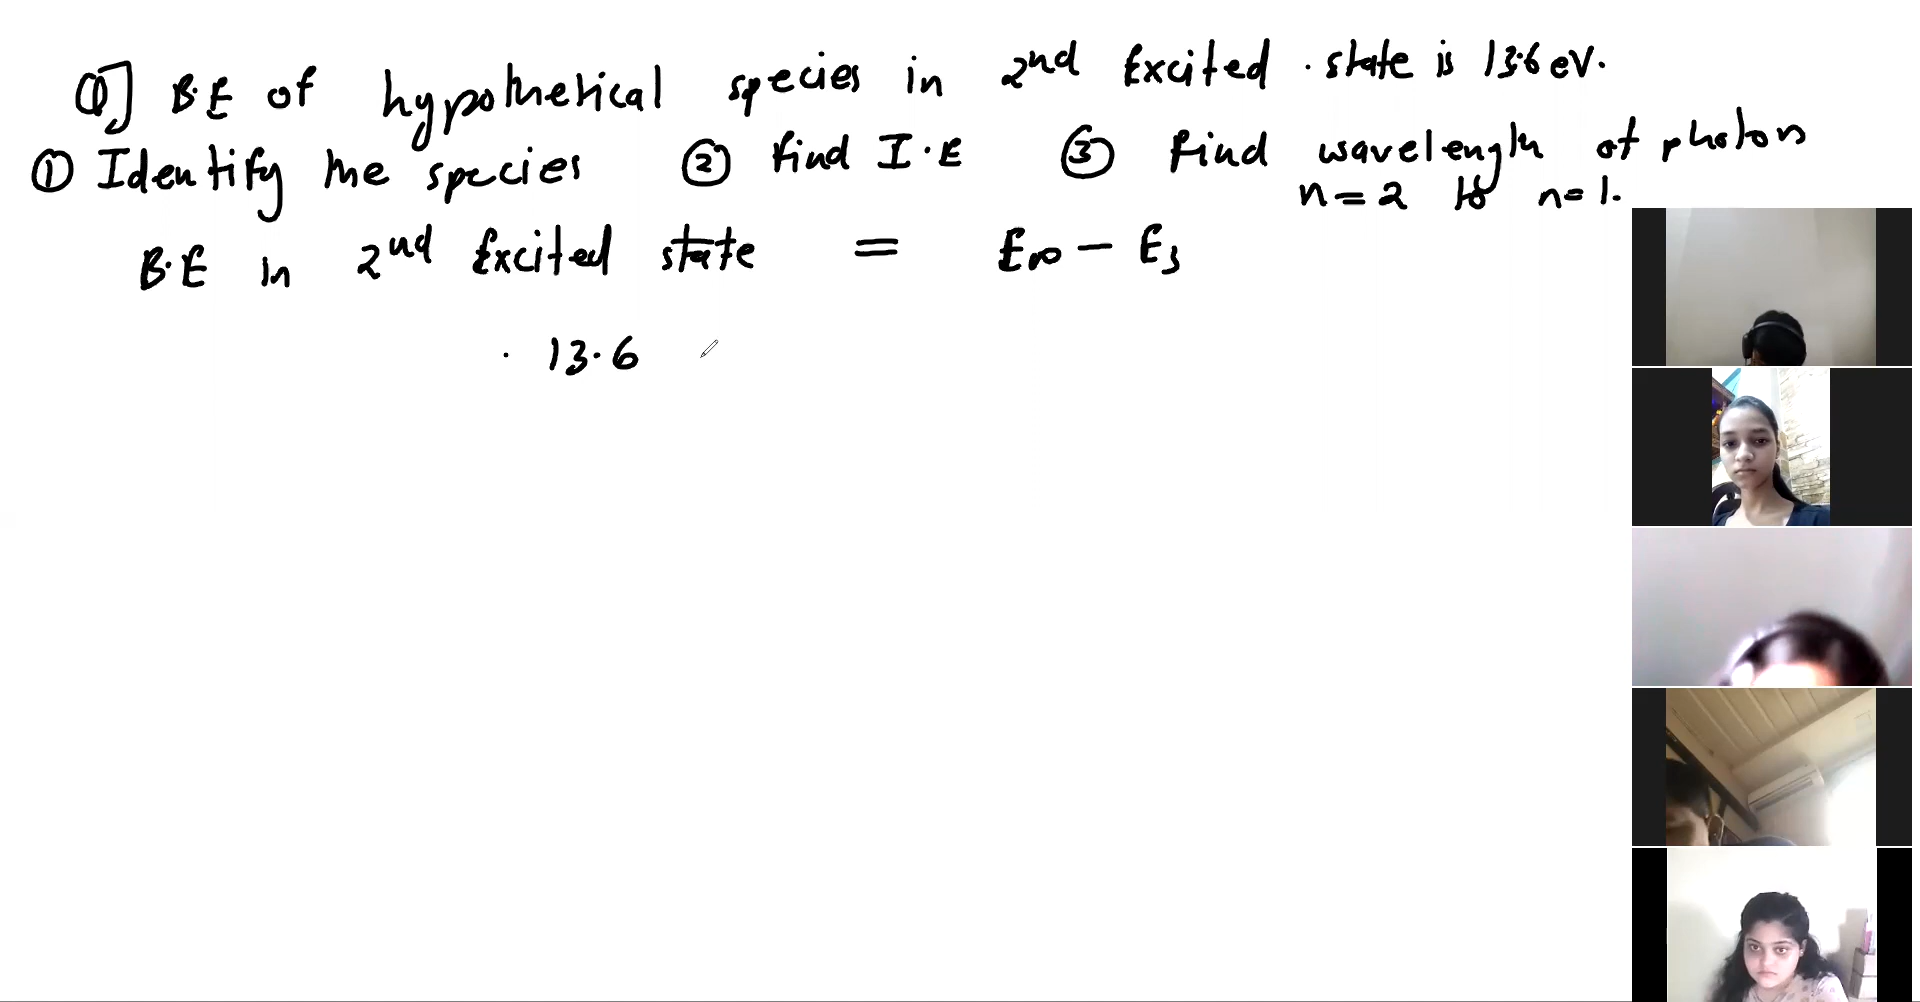 Q] B.E of hypothetical species in 2nd Excited state is 13.6 eV.
① Identify the species ② find I.E ③ find wavelength of photon
n=2 to n=1.
B.E in 2nd Excited state = E∞ - E3
13.6